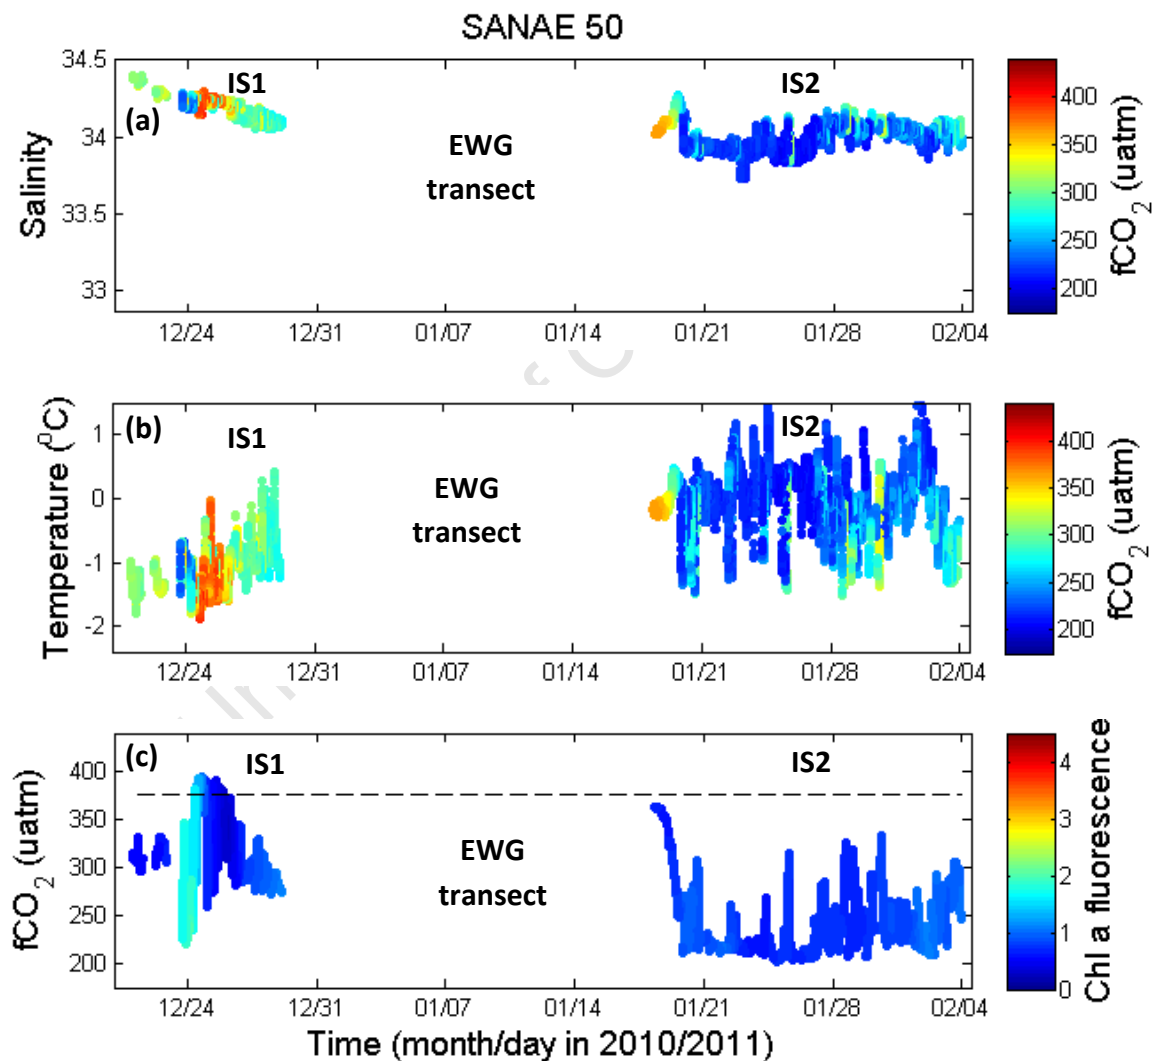 SANAE 50
34.5
34
33.5
33
Salinity
(a)
IS1
EWG
transect
IS2
12/24 12/31 01/07 01/14 01/21 01/28 02/04
400
350
300
250
200
fCO2 (uatm)
1
0
-1
-2
Temperature (⁰C)
(b)
IS1
EWG
transect
IS2
12/24 12/31 01/07 01/14 01/21 01/28 02/04
400
350
300
250
200
fCO2 (uatm)
400
350
300
250
200
fCO2 (uatm)
(c)
IS1
EWG
transect
IS2
12/24 12/31 01/07 01/14 01/21 01/28 02/04
Time (month/day in 2010/2011)
4
3
2
1
0
Chl a fluorescence